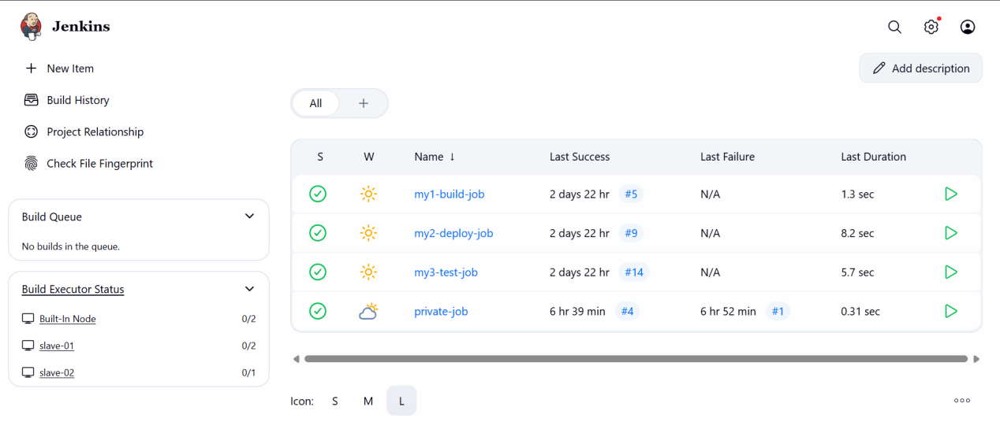 Jenkins
New Item
Add description
Build History
Project Relationship
Check File Fingerprint
Build Queue
No builds in the queue.
Build Executor Status
Built-In Node 0/2
slave-01 0/2
slave-02 0/1
All +
S W Name ↓ Last Success Last Failure Last Duration
my1-build-job 2 days 22 hr #5 N/A 1.3 sec
my2-deploy-job 2 days 22 hr #9 N/A 8.2 sec
my3-test-job 2 days 22 hr #14 N/A 5.7 sec
private-job 6 hr 39 min #4 6 hr 52 min #1 0.31 sec
Icon: S M L